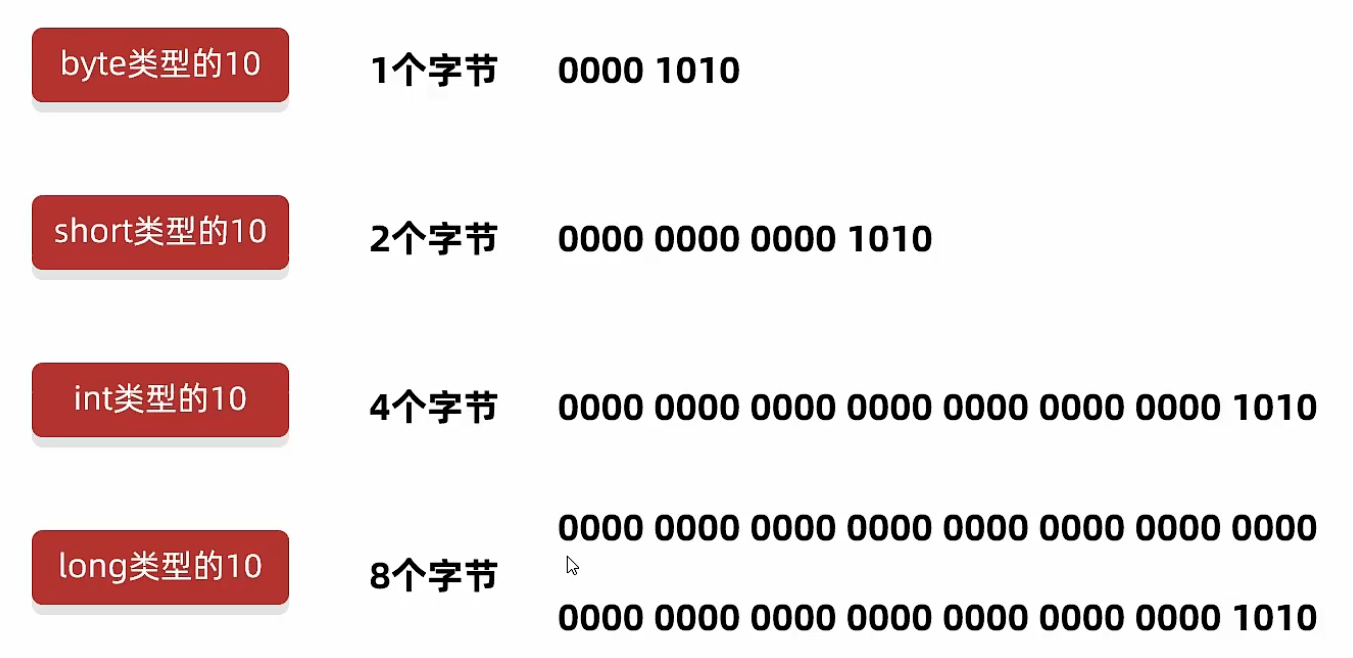 byte类型的10 1个字节 0000 1010
short类型的10 2个字节 0000 0000 0000 1010
int类型的10 4个字节 0000 0000 0000 0000 0000 0000 0000 1010
long类型的10 8个字节 0000 0000 0000 0000 0000 0000 0000 0000
0000 0000 0000 0000 0000 0000 0000 1010